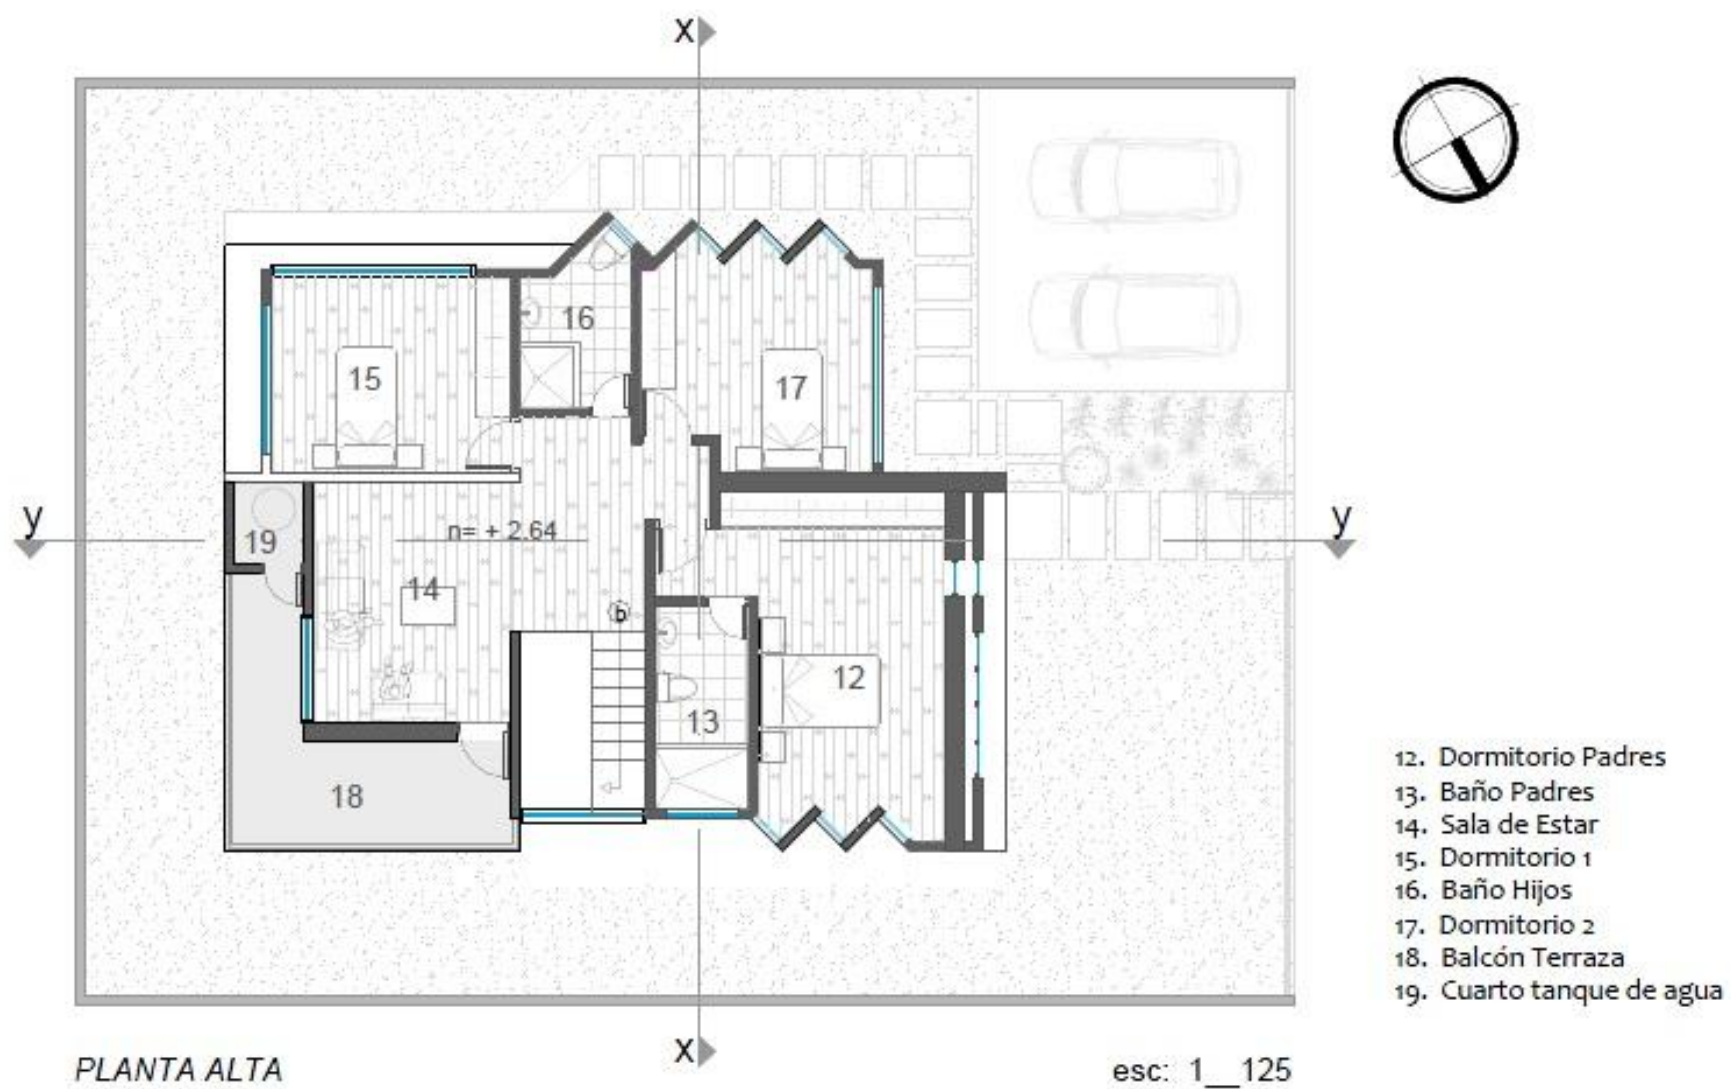 x
15
16
17
y
19
n= + 2.64
y
14
b
12
13
18
12. Dormitorio Padres
13. Baño Padres
14. Sala de Estar
15. Dormitorio 1
16. Baño Hijos
17. Dormitorio 2
18. Balcón Terraza
19. Cuarto tanque de agua
x
PLANTA ALTA
esc: 1__125